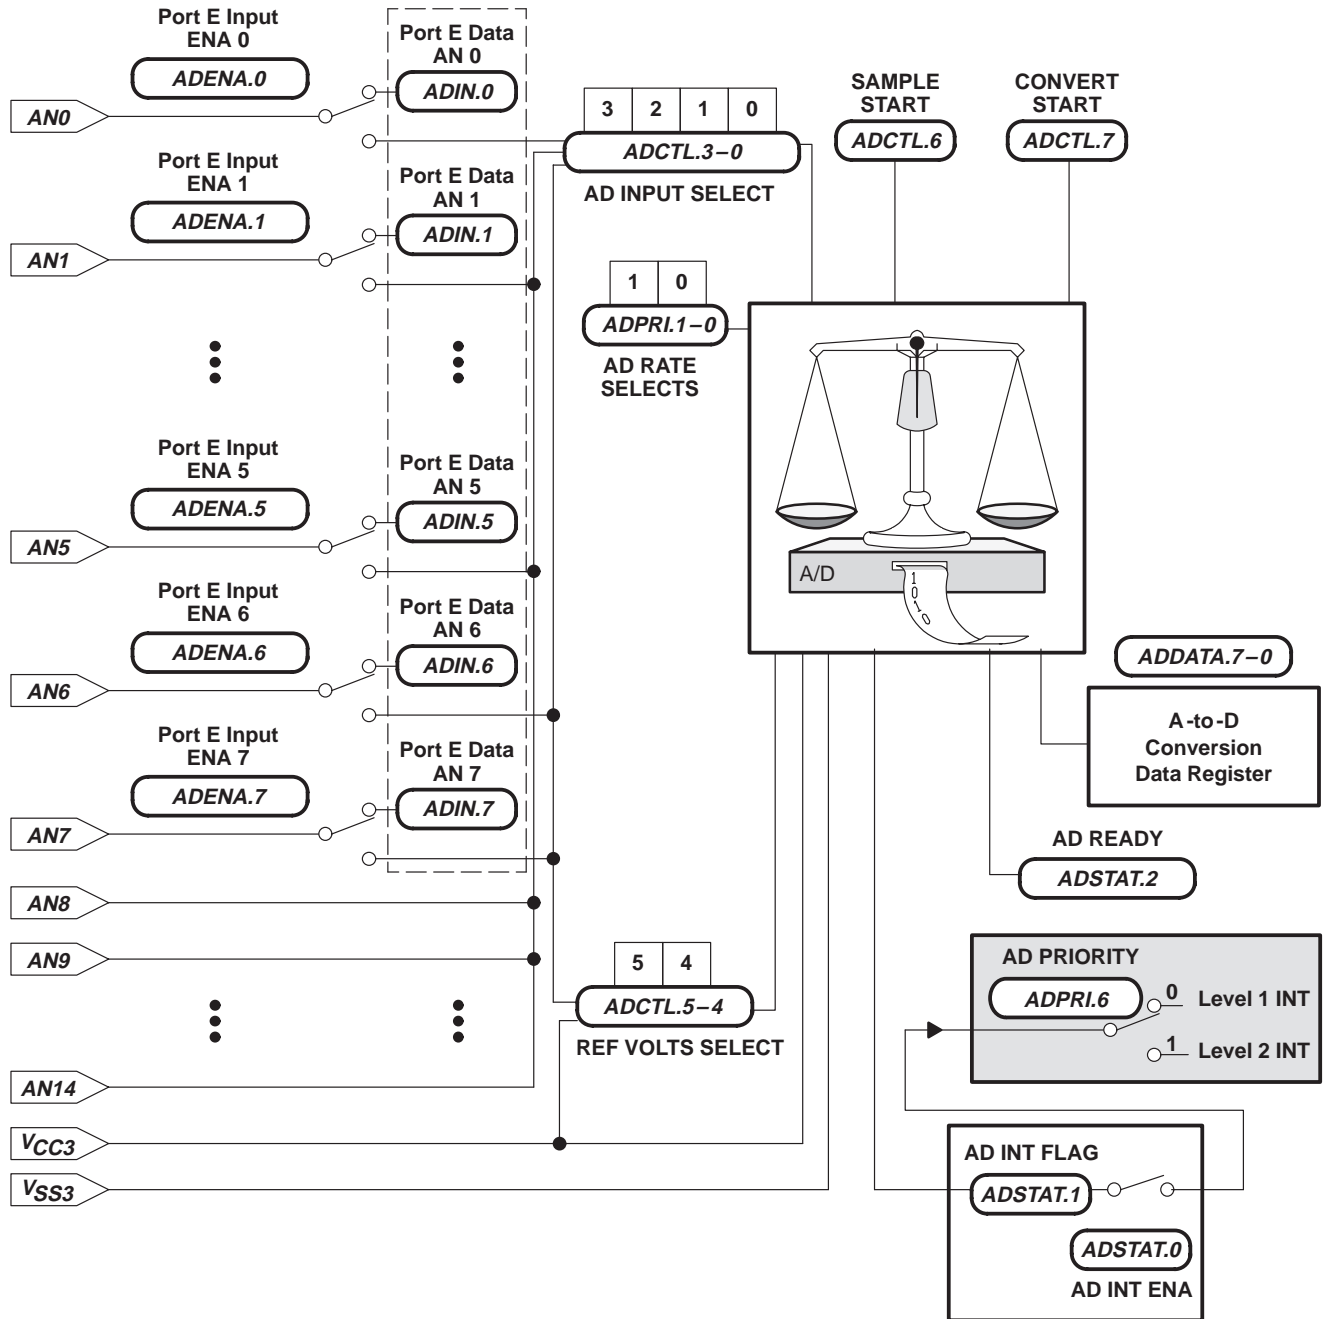 Port E Input
ENA 0
ADENA.0
Port E Data
AN 0
ADIN.0
AN0
Port E Input
ENA 1
ADENA.1
Port E Data
AN 1
ADIN.1
AN1
Port E Input
ENA 5
ADENA.5
Port E Data
AN 5
ADIN.5
AN5
Port E Input
ENA 6
ADENA.6
Port E Data
AN 6
ADIN.6
AN6
Port E Input
ENA 7
ADENA.7
Port E Data
AN 7
ADIN.7
AN7
AN8
AN9
AN14
VCC3
VSS3
3 2 1 0
ADCTL.3–0
AD INPUT SELECT
1 0
ADPRI.1–0
AD RATE
SELECTS
5 4
ADCTL.5–4
REF VOLTS SELECT
SAMPLE
START
ADCTL.6
CONVERT
START
ADCTL.7
A/D
1
0
1
0
ADDATA.7–0
A-to-D
Conversion
Data Register
AD READY
ADSTAT.2
AD PRIORITY
ADPRI.6
0 Level 1 INT
1 Level 2 INT
AD INT FLAG
ADSTAT.1
ADSTAT.0
AD INT ENA